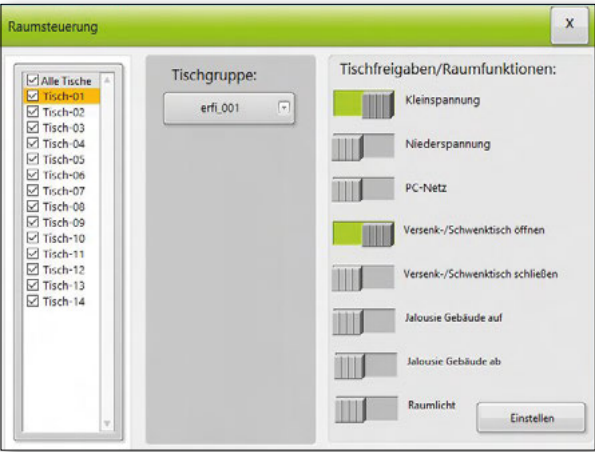 Raumsteuerung
X
Alle Tische
Tisch-01
Tisch-02
Tisch-03
Tisch-04
Tisch-05
Tisch-06
Tisch-07
Tisch-08
Tisch-09
Tisch-10
Tisch-11
Tisch-12
Tisch-13
Tisch-14
Tischgruppe:
erfi_001
Tischfreigaben/Raumfunktionen:
Kleinspannung
Niederspannung
PC-Netz
Versenk-/Schwenktisch öffnen
Versenk-/Schwenktisch schließen
Jalousie Gebäude auf
Jalousie Gebäude ab
Raumlicht
Einstellen